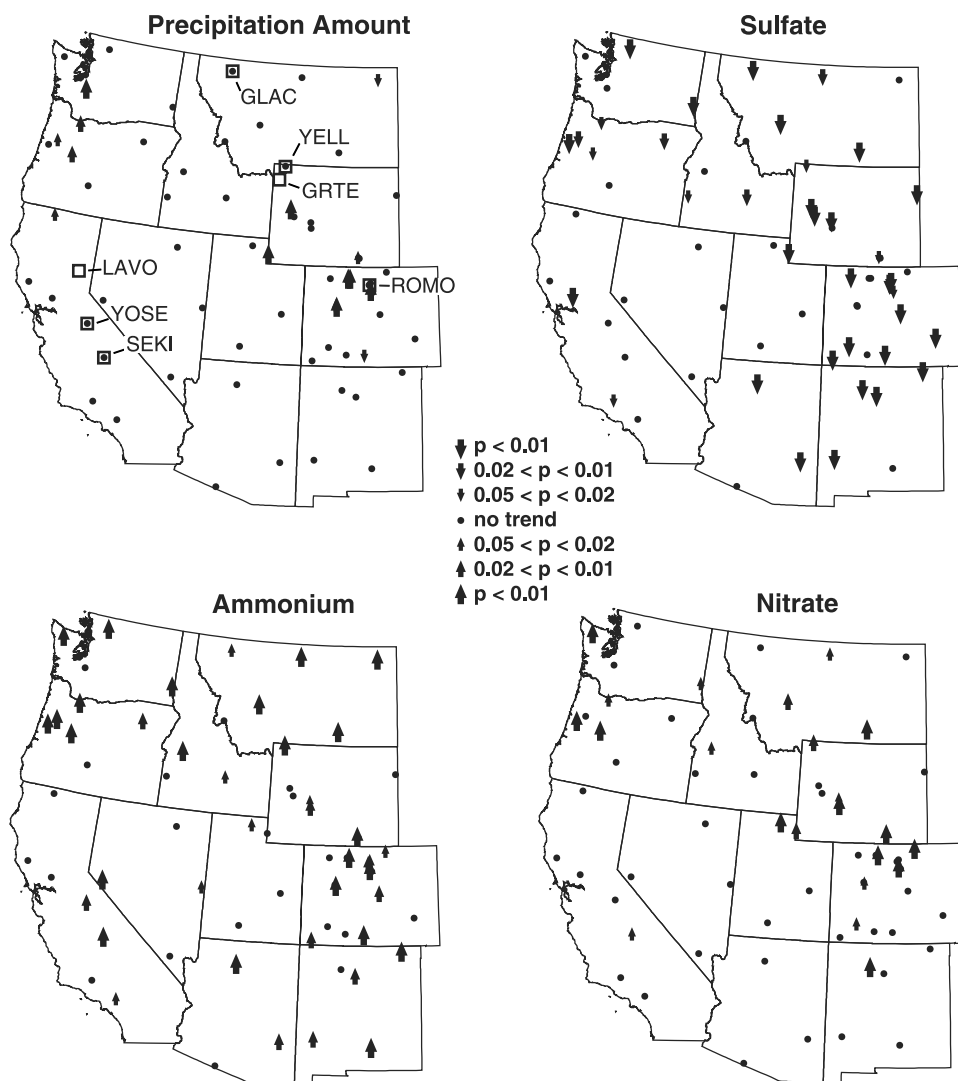 Precipitation Amount
Sulfate
GLAC
YELL
GRTE
LAVO
ROMO
YOSE
SEKI
p < 0.01
0.02 < p < 0.01
0.05 < p < 0.02
no trend
0.05 < p < 0.02
0.02 < p < 0.01
p < 0.01
Ammonium
Nitrate